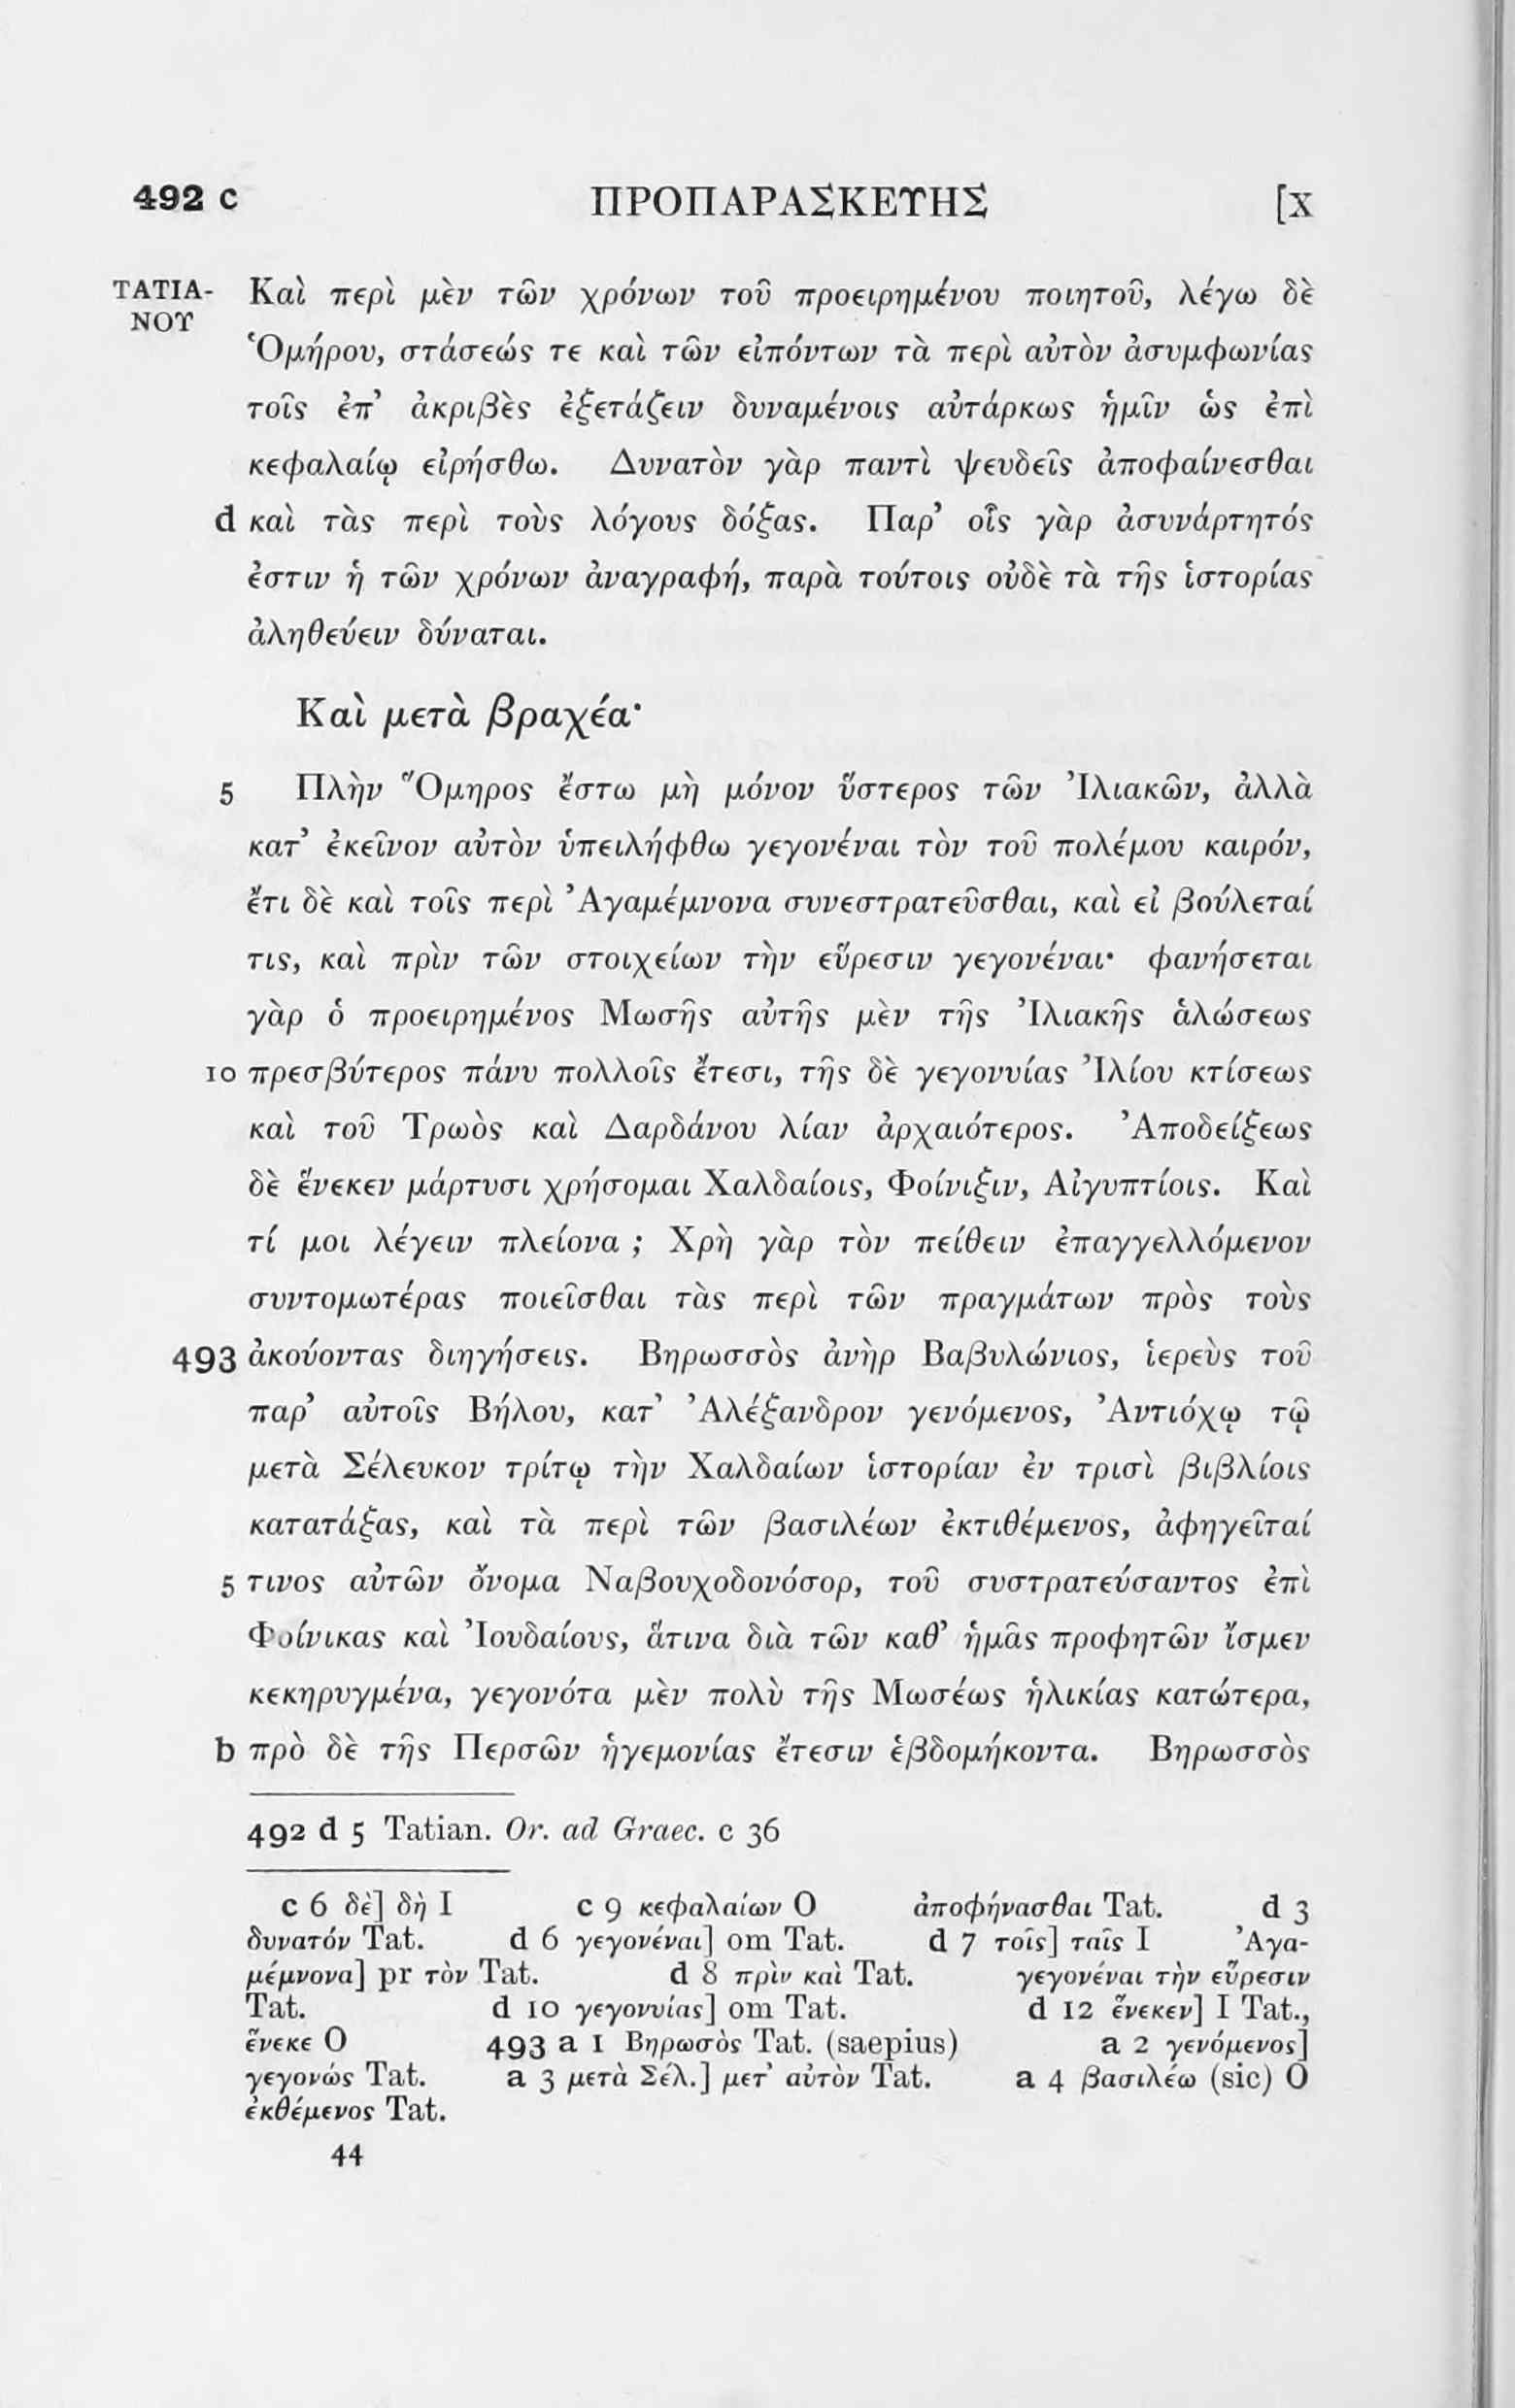 492 c ΠΡΟΠΑΡΑΣΚΕΥΗΣ [x
ΤΑΤΙΑ- Καὶ περὶ μὲν τῶν χρόνων τοῦ προειρημένου ποιητοῦ, λέγω δὲ
ΝΟΥ
Ὁμήρου, στάσεώς τε καὶ τῶν εἰπόντων τὰ περὶ αὐτὸν ἀσυμφωνίας
τοῖς ἐπ’ ἀκριβὲς ἐξετάζειν δυναμένοις αὐτάρκως ἡμῖν ὡς ἐπὶ
κεφαλαίῳ εἰρήσθω. Δυνατὸν γὰρ παντὶ ψευδεῖς ἀποφαίνεσθαι
d καὶ τὰς περὶ τοὺς λόγους δόξας. Παρ’ οἷς γὰρ ἀσυνάρτητός
ἐστιν ἡ τῶν χρόνων ἀναγραφή, παρὰ τούτοις οὐδὲ τὰ τῆς ἱστορίας
ἀληθεύειν δύναται.
Καὶ μετὰ βραχέα·
5 Πλὴν Ὅμηρος ἔστω μὴ μόνον ὕστερος τῶν Ἰλιακῶν, ἀλλὰ
κατ’ ἐκεῖνον αὐτὸν ὑπειλήφθω γεγονέναι τὸν τοῦ πολέμου καιρόν,
ἔτι δὲ καὶ τοῖς περὶ Ἀγαμέμνονα συνεστρατεῦσθαι, καὶ εἰ βούλεταί
τις, καὶ πρὶν τῶν στοιχείων τὴν εὕρεσιν γεγονέναι· φανήσεται
γὰρ ὁ προειρημένος Μωσῆς αὐτῆς μὲν τῆς Ἰλιακῆς ἁλώσεως
10 πρεσβύτερος πάνυ πολλοῖς ἔτεσι, τῆς δὲ γεγονυίας Ἰλίου κτίσεως
καὶ τοῦ Τρωὸς καὶ Δαρδάνου λίαν ἀρχαιότερος. Ἀποδείξεως
δὲ ἕνεκεν μάρτυσι χρήσομαι Χαλδαίοις, Φοίνιξιν, Αἰγυπτίοις. Καὶ
τί μοι λέγειν πλείονα ; Χρὴ γὰρ τὸν πείθειν ἐπαγγελλόμενον
συντομωτέρας ποιεῖσθαι τὰς περὶ τῶν πραγμάτων πρὸς τοὺς
493 ἀκούοντας διηγήσεις. Βηρωσσὸς ἀνὴρ Βαβυλώνιος, ἱερεὺς τοῦ
παρ’ αὐτοῖς Βήλου, κατ’ Ἀλέξανδρον γενόμενος, Ἀντιόχῳ τῷ
μετὰ Σέλευκον τρίτῳ τὴν Χαλδαίων ἱστορίαν ἐν τρισὶ βιβλίοις
κατατάξας, καὶ τὰ περὶ τῶν βασιλέων ἐκτιθέμενος, ἀφηγεῖταί
5 τινος αὐτῶν ὄνομα Ναβουχοδονόσορ, τοῦ συστρατεύσαντος ἐπὶ
Φοίνικας καὶ Ἰουδαίους, ἅτινα διὰ τῶν καθ’ ἡμᾶς προφητῶν ἴσμεν
κεκηρυγμένα, γεγονότα μὲν πολὺ τῆς Μωσέως ἡλικίας κατώτερα,
b πρὸ δὲ τῆς Περσῶν ἡγεμονίας ἔτεσιν ἑβδομήκοντα. Βηρωσσὸς
492 d 5 Tatian. Or. ad Graec. c 36
c 6 δὲ] δὴ I c 9 κεφαλαίων O ἀποφήνασθαι Tat. d 3
δυνατόν Tat. d 6 γεγονέναι] om Tat. d 7 τοῖς] ταῖς I Ἀγα-
μέμνονα] pr τὸν Tat. d 8 πρὶν καὶ Tat. γεγονέναι τὴν εὕρεσιν
Tat. d 10 γεγονυίας] om Tat. d 12 ἕνεκεν] I Tat.,
ἕνεκε O 493 a 1 Βηρωσὸς Tat. (saepius) a 2 γενόμενος]
γεγονώς Tat. a 3 μετὰ Σέλ.] μετ’ αὐτὸν Tat. a 4 βασιλέω (sic) O
ἐκθέμενος Tat.
44